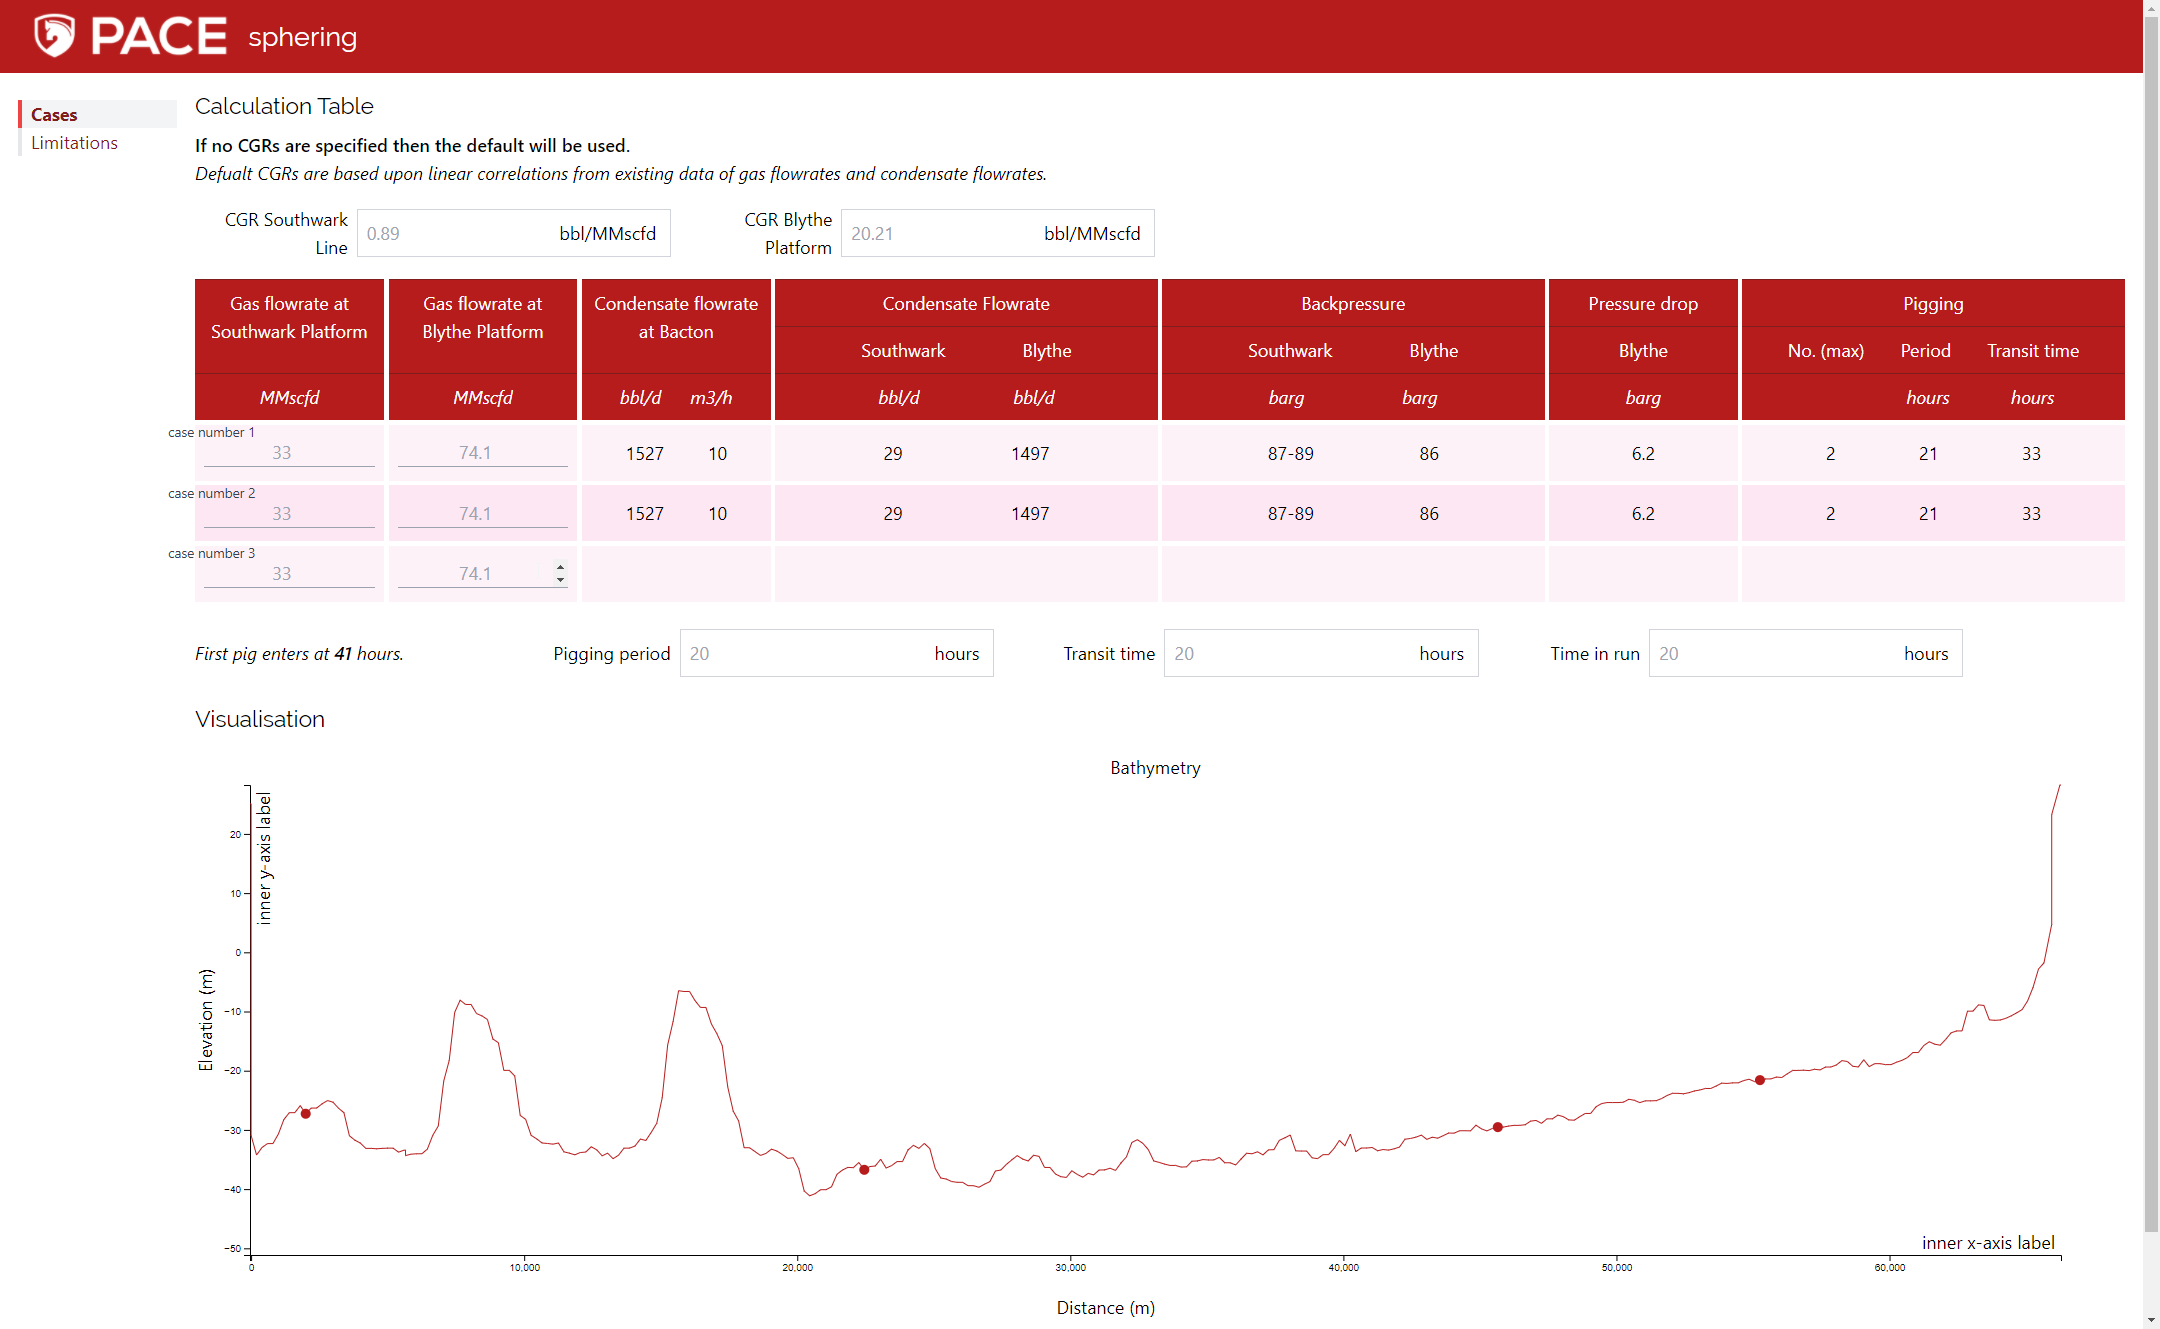 PACE sphering
Cases
Limitations
Calculation Table
If no CGRs are specified then the default will be used.
Defualt CGRs are based upon linear correlations from existing data of gas flowrates and condensate flowrates.
CGR Southwark
Line
0.89 bbl/MMscfd
CGR Blythe
Platform
20.21 bbl/MMscfd
Gas flowrate at
Southwark Platform
Gas flowrate at
Blythe Platform
Condensate flowrate
at Bacton
Condensate Flowrate
Backpressure
Pressure drop
Pigging
Southwark Blythe
Southwark Blythe
Blythe
No. (max) Period Transit time
MMscfd MMscfd bbl/d m3/h bbl/d bbl/d barg barg barg hours hours
case number 1
33 74.1 1527 10 29 1497 87-89 86 6.2 2 21 33
case number 2
33 74.1 1527 10 29 1497 87-89 86 6.2 2 21 33
case number 3
33 74.1
First pig enters at 41 hours.
Pigging period 20 hours
Transit time 20 hours
Time in run 20 hours
Visualisation
Bathymetry
inner y-axis label
Elevation (m)
20
10
0
−10
−20
−30
−40
−50
inner x-axis label
0 10,000 20,000 30,000 40,000 50,000 60,000
Distance (m)